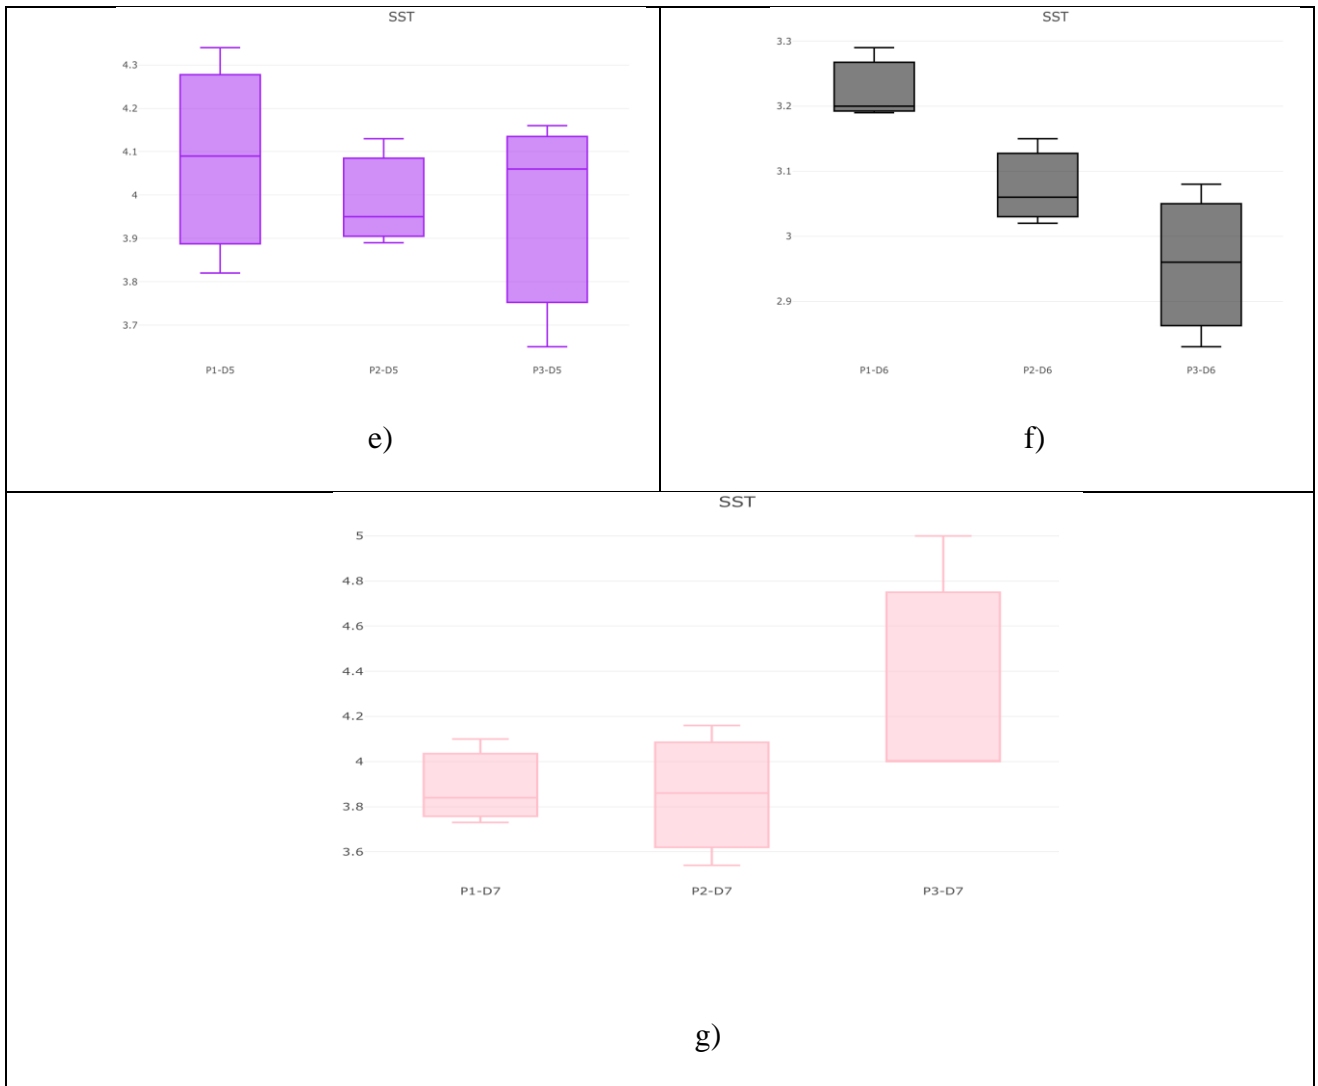 SST
4.3
4.2
4.1
4
3.9
3.8
3.7
P1-D5 P2-D5 P3-D5
e)
SST
3.3
3.2
3.1
3
2.9
P1-D6 P2-D6 P3-D6
f)
SST
5
4.8
4.6
4.4
4.2
4
3.8
3.6
P1-D7 P2-D7 P3-D7
g)